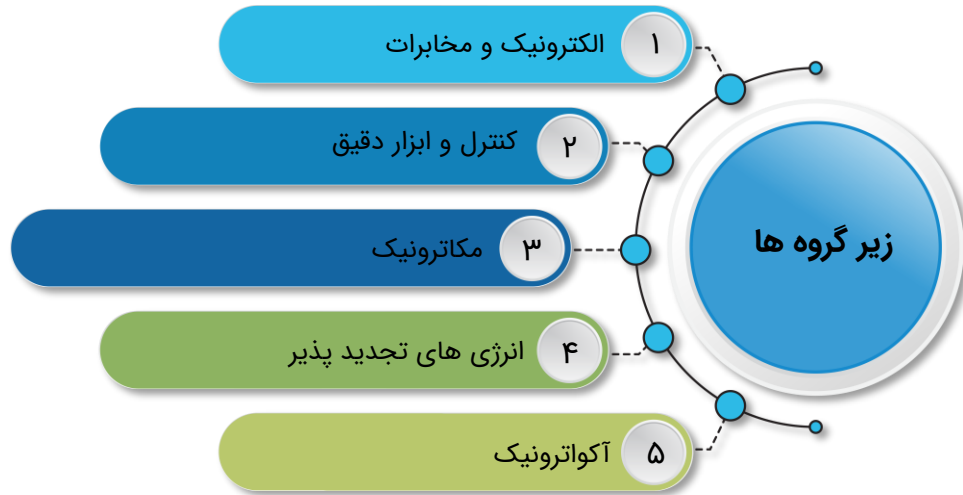 زیر گروه ها
۱ الکترونیک و مخابرات
۲ کنترل و ابزار دقیق
۳ مکاترونیک
۴ انرژی های تجدید پذیر
۵ آکواترونیک